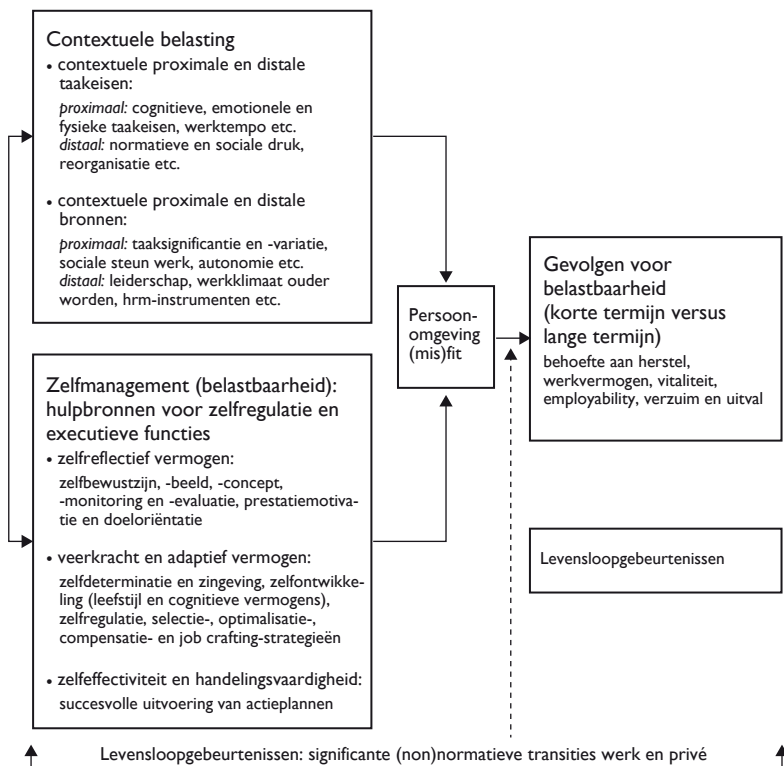 Contextuele belasting
• contextuele proximale en distale
taakeisen:
proximaal: cognitieve, emotionele en
fysieke taakeisen, werktempo etc.
distaal: normatieve en sociale druk,
reorganisatie etc.
• contextuele proximale en distale
bronnen:
proximaal: taaksignificantie en -variatie,
sociale steun werk, autonomie etc.
distaal: leiderschap, werkklimaat ouder
worden, hrm-instrumenten etc.
Zelfmanagement (belastbaarheid):
hulpbronnen voor zelfregulatie en
executieve functies
• zelfreflectief vermogen:
zelfbewustzijn, -beeld, -concept,
-monitoring en -evaluatie, prestatiemotiva-
tie en doeloriëntatie
• veerkracht en adaptief vermogen:
zelfdeterminatie en zingeving, zelfontwikke-
ling (leefstijl en cognitieve vermogens),
zelfregulatie, selectie-, optimalisatie-,
compensatie- en job crafting-strategieën
• zelfeffectiviteit en handelingsvaardigheid:
succesvolle uitvoering van actieplannen
Persoon-
omgeving
(mis)fit
Gevolgen voor
belastbaarheid
(korte termijn versus
lange termijn)
behoefte aan herstel,
werkvermogen, vitaliteit,
employability, verzuim en uitval
Levensloopgebeurtenissen
Levensloopgebeurtenissen: significante (non)normatieve transities werk en privé